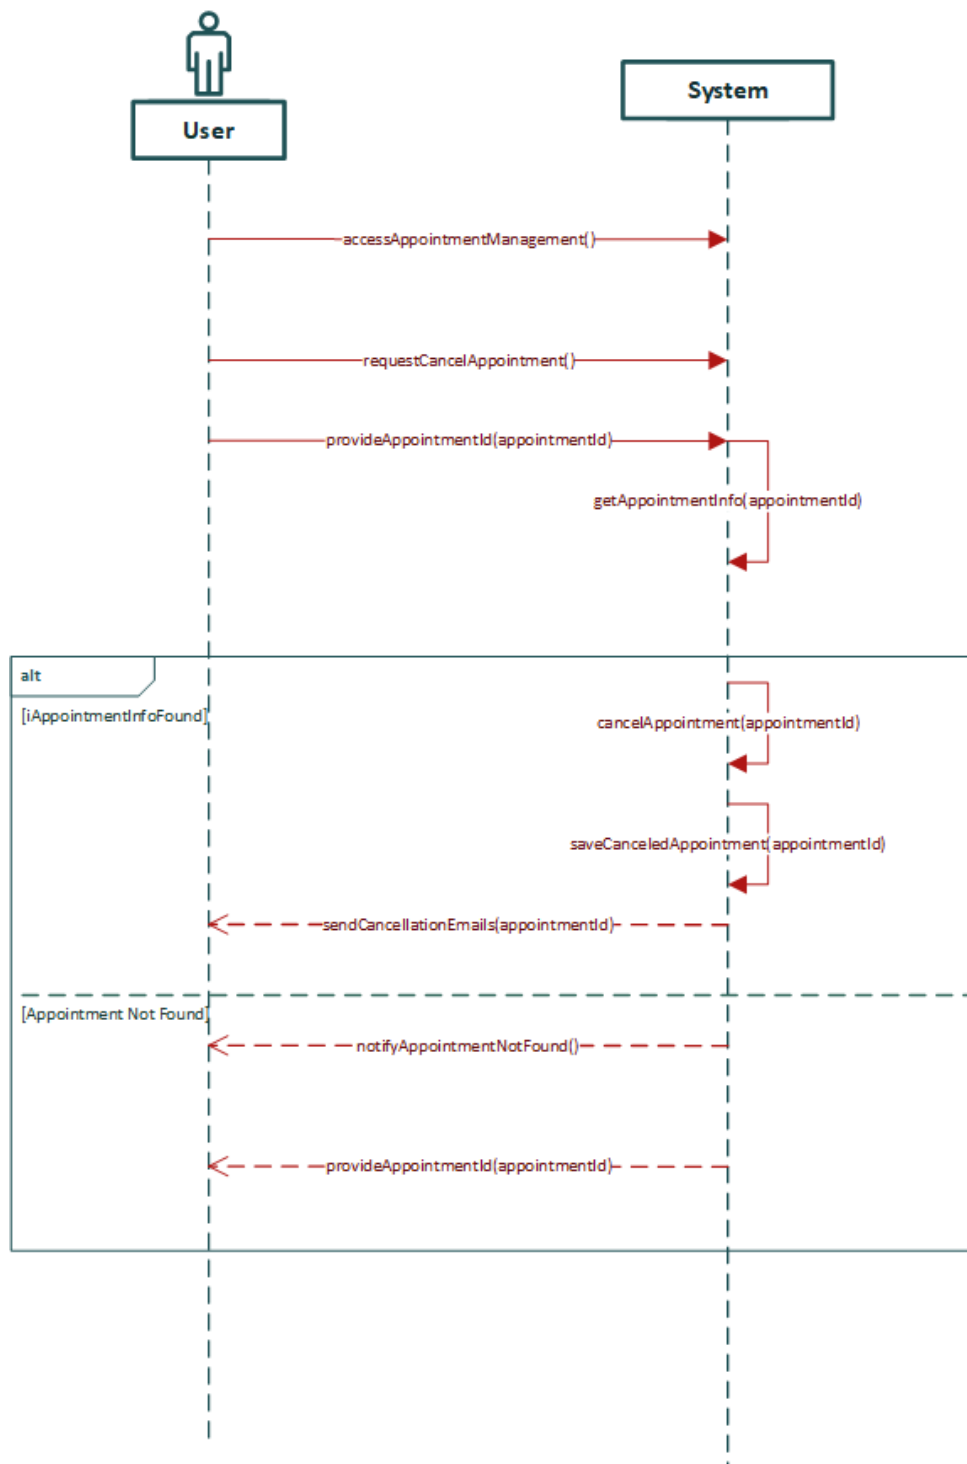 User
System
accessAppointmentManagement()
requestCancelAppointment()
provideAppointmentId(appointmentId)
getAppointmentInfo(appointmentId)
alt
[iAppointmentInfoFound]
cancelAppointment(appointmentId)
saveCanceledAppointment(appointmentId)
sendCancellationEmails(appointmentId)
[Appointment Not Found]
notifyAppointmentNotFound()
provideAppointmentId(appointmentId)